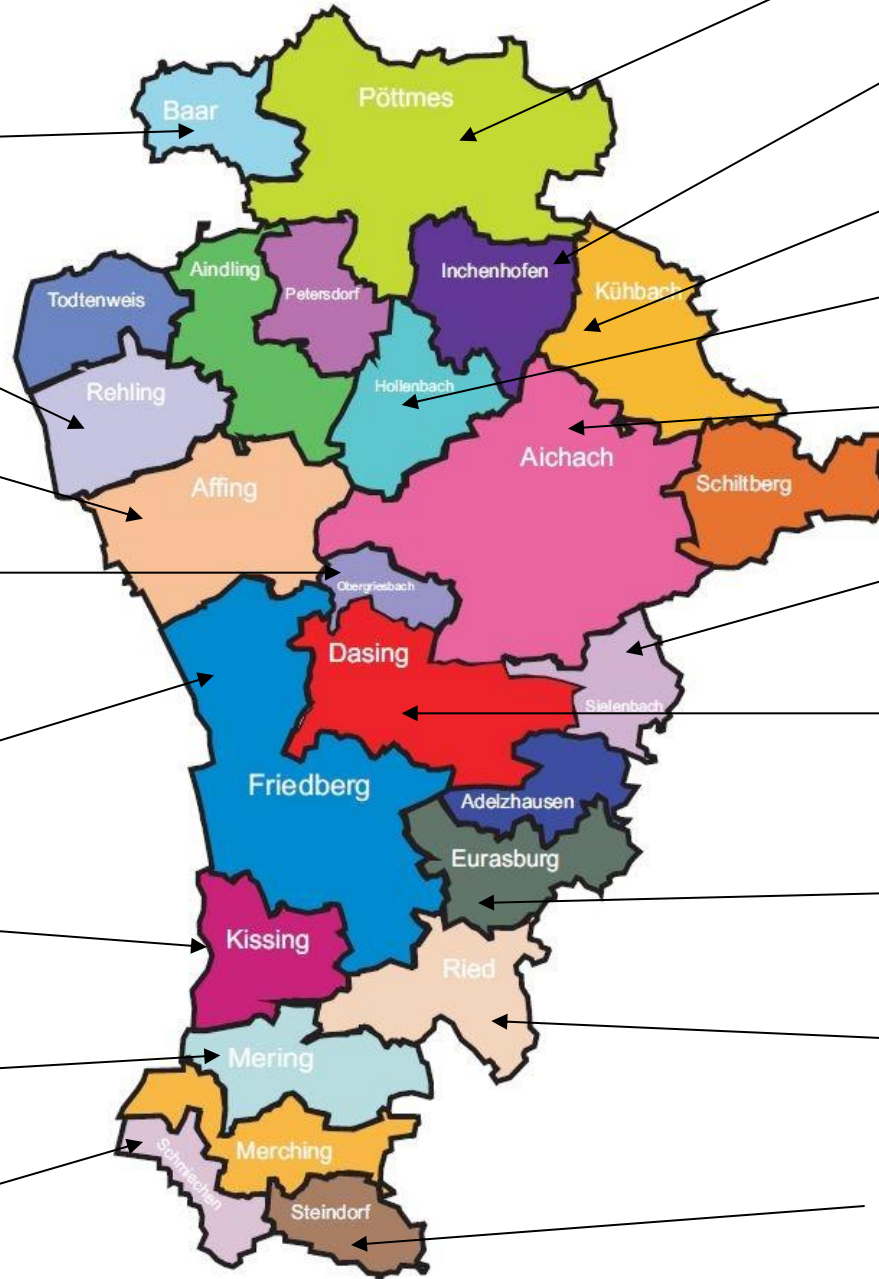 Pöttmes
Baar
Aindling
Inchenhofen
Petersdorf
Kühbach
Todtenweis
Hollenbach
Rehling
Aichach
Schiltberg
Affing
Obergriesbach
Dasing
Sielenbach
Friedberg
Adelzhausen
Eurasburg
Kissing
Ried
Mering
Merching
Schmiechen
Steindorf